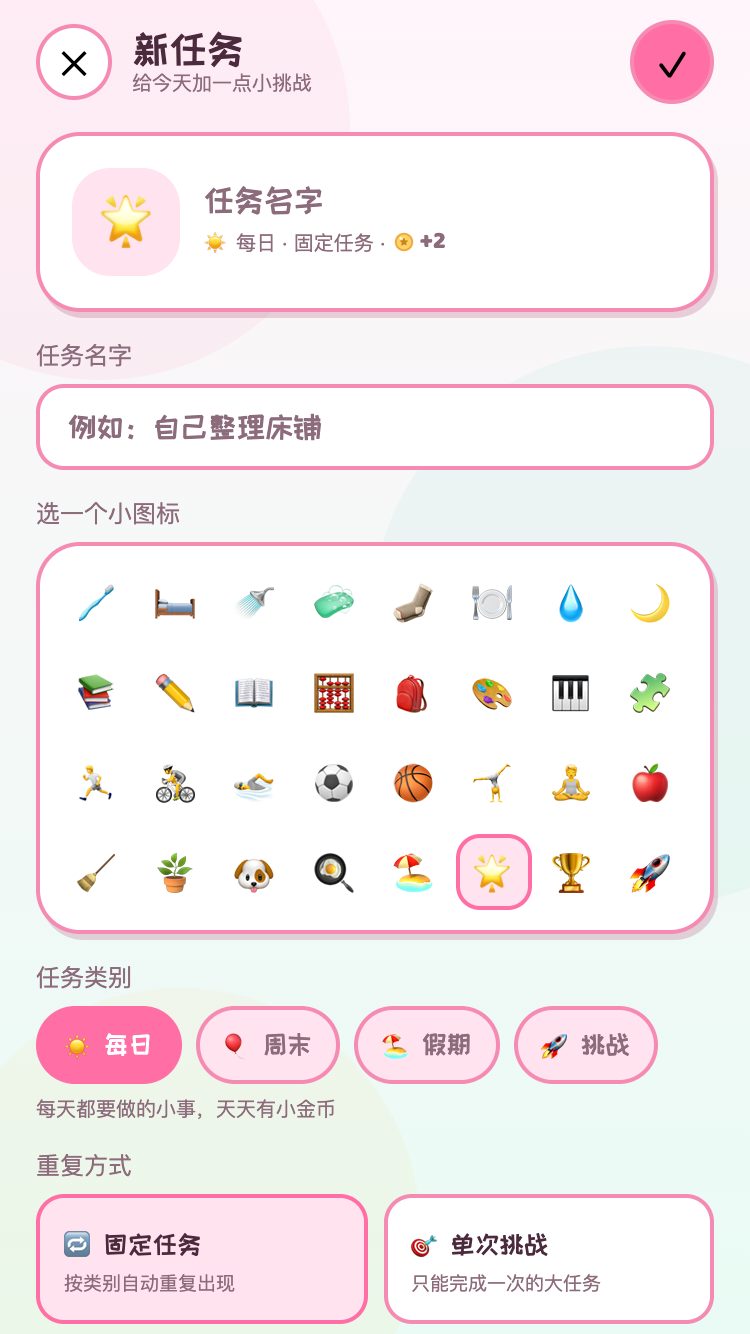 新任务
给今天加一点小挑战
任务名字
每日 · 固定任务 · +2
任务名字
例如：自己整理床铺
选一个小图标
任务类别
每日 周末 假期 挑战
每天都要做的小事，天天有小金币
重复方式
固定任务 单次挑战
按类别自动重复出现 只能完成一次的大任务